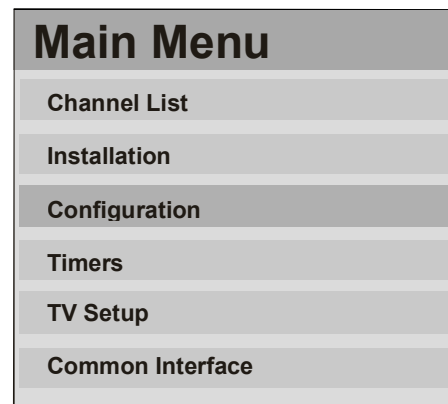 Main Menu
Channel List
Installation
Configuration
Timers
TV Setup
Common Interface